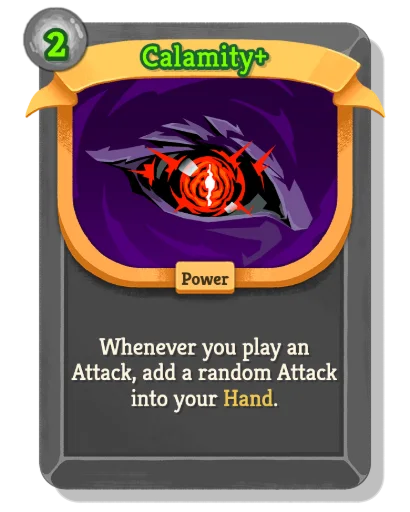 2
Calamity+
Power
Whenever you play an
Attack, add a random Attack
into your Hand.